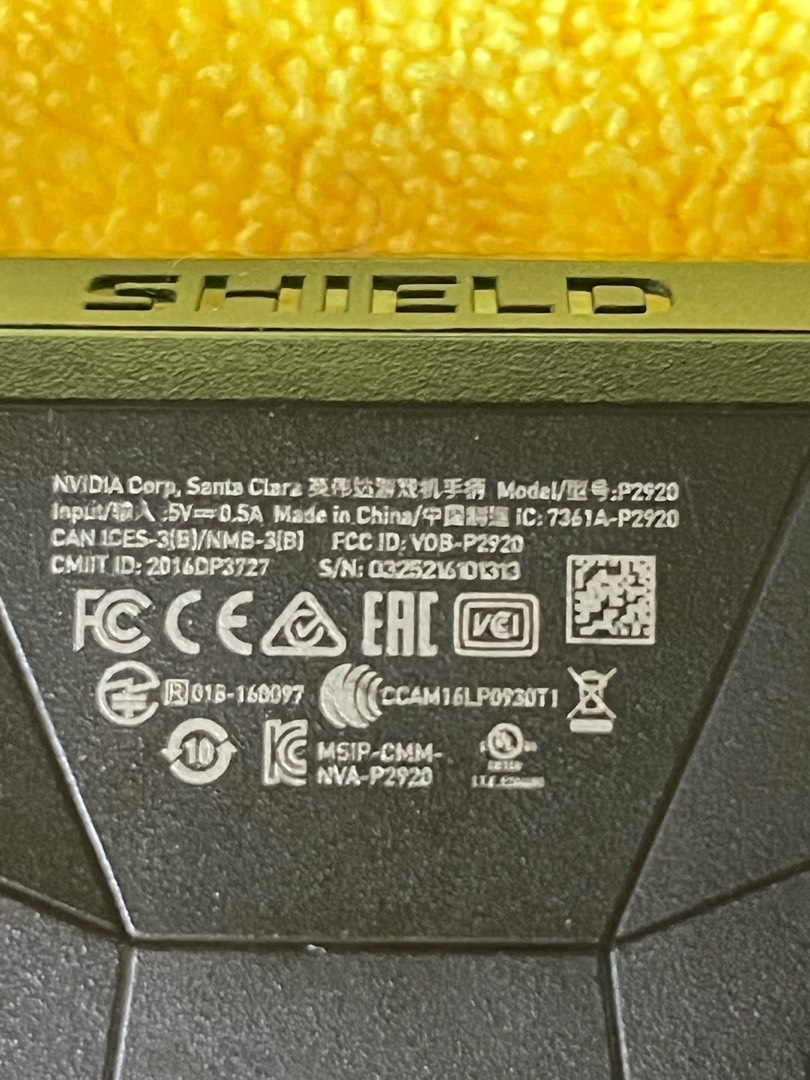 SHIELD
NVIDIA Corp, Santa Clara 英伟达游戏机手柄 Model/型号:P2920
Input/输入 :5V⎓0.5A Made in China/中国制造 IC: 7361A-P2920
CAN ICES-3(B)/NMB-3(B) FCC ID: VOB-P2920
CMIIT ID: 2016DP3727 S/N: 0325216101313
FC CE EAC VCCI
R 018-160097 CCAM16LP0930T1
10 KC MSIP-CMM-
NVA-P2920
UL